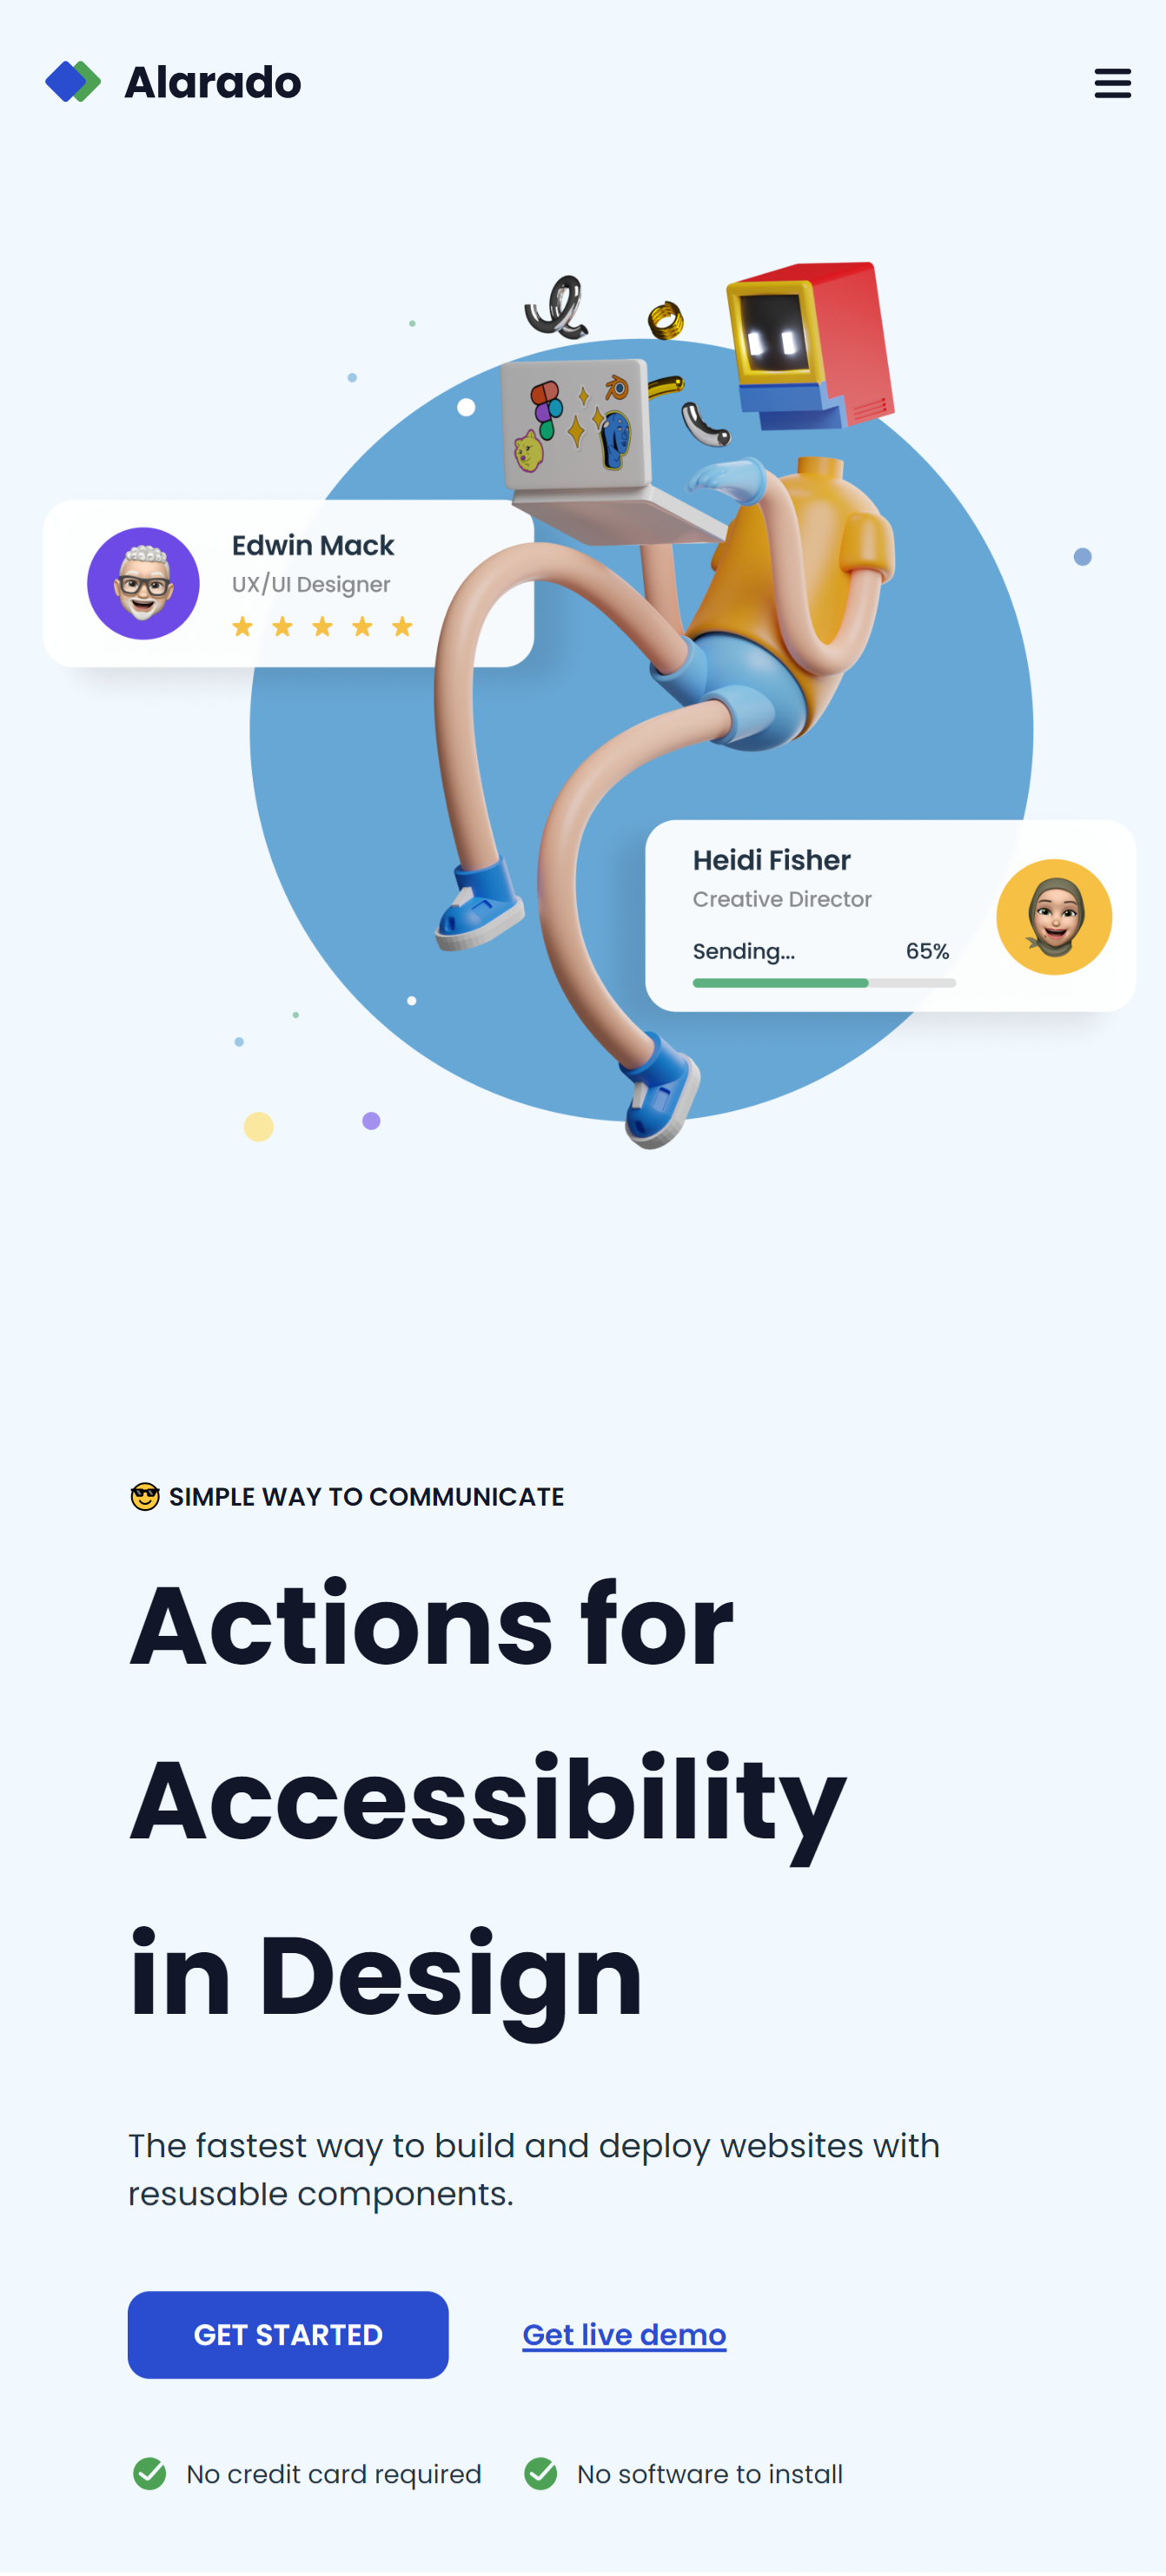 Alarado
Edwin Mack
UX/UI Designer
Heidi Fisher
Creative Director
Sending... 65%
😎 SIMPLE WAY TO COMMUNICATE
Actions for
Accessibility
in Design
The fastest way to build and deploy websites with
resusable components.
GET STARTED Get live demo
No credit card required No software to install